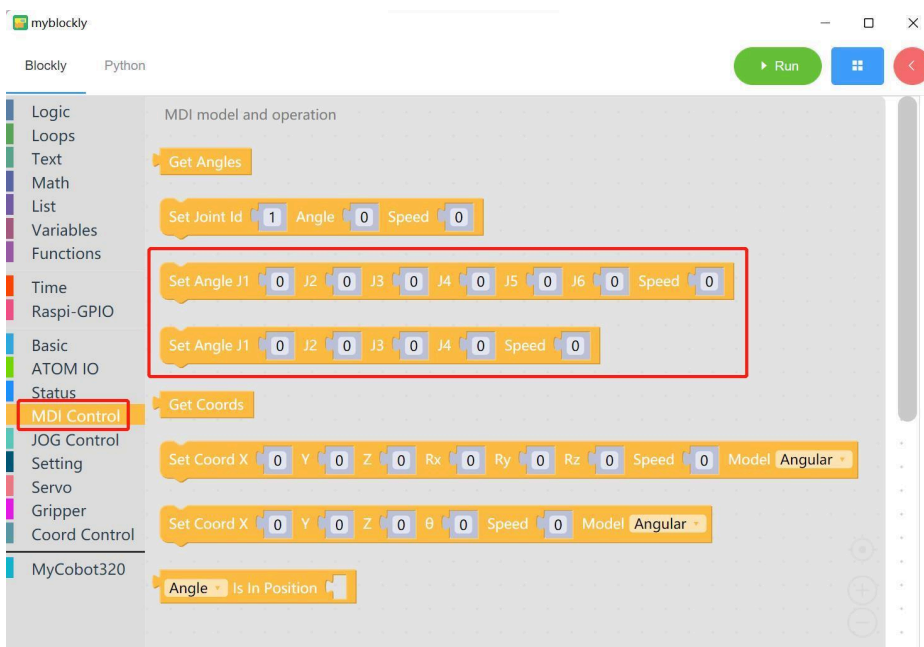 myblockly
Blockly Python Run
Logic
Loops
Text
Math
List
Variables
Functions
Time
Raspi-GPIO
Basic
ATOM IO
Status
MDI Control
JOG Control
Setting
Servo
Gripper
Coord Control
MyCobot320
MDI model and operation
Get Angles
Set Joint Id 1 Angle 0 Speed 0
Set Angle J1 0 J2 0 J3 0 J4 0 J5 0 J6 0 Speed 0
Set Angle J1 0 J2 0 J3 0 J4 0 Speed 0
Get Coords
Set Coord X 0 Y 0 Z 0 Rx 0 Ry 0 Rz 0 Speed 0 Model Angular
Set Coord X 0 Y 0 Z 0 θ 0 Speed 0 Model Angular
Angle Is In Position